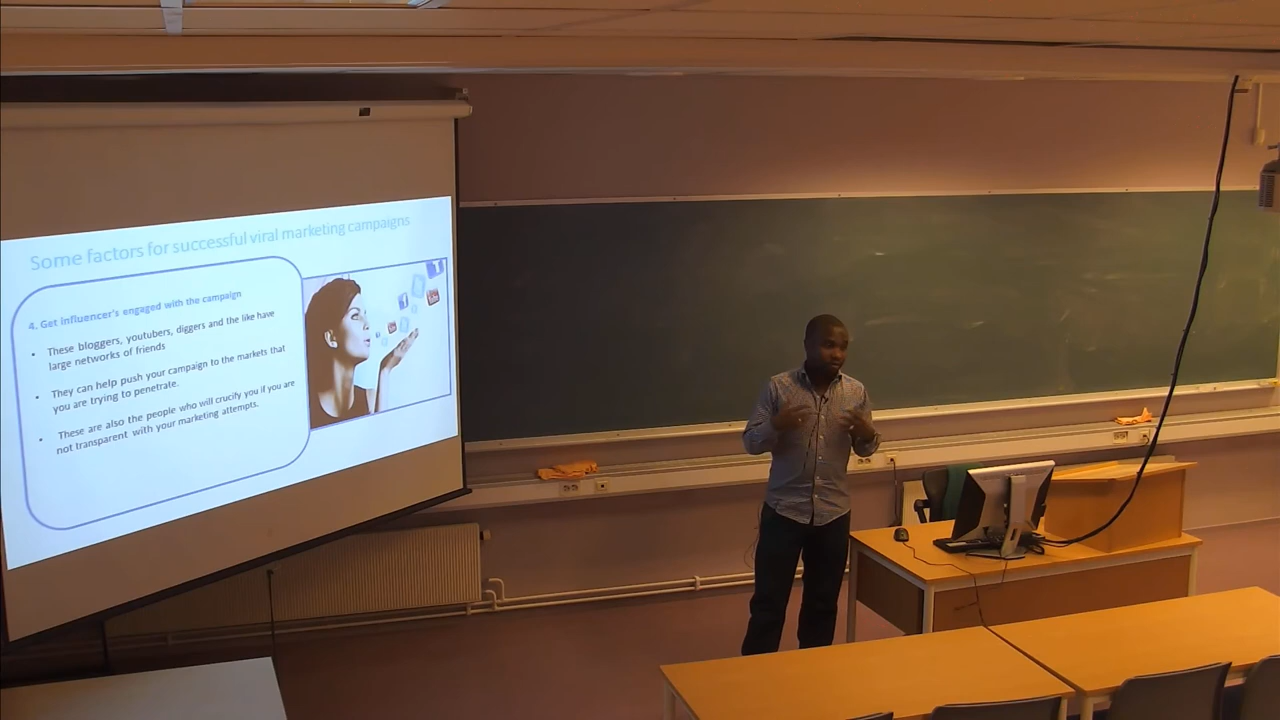 Some factors for successful viral marketing campaigns
4. Get influencer's engaged with the campaign
• These bloggers, youtubers, diggers and the like have
large networks of friends
• They can help push your campaign to the markets that
you are trying to penetrate.
• These are also the people who will crucify you if you are
not transparent with your marketing attempts.